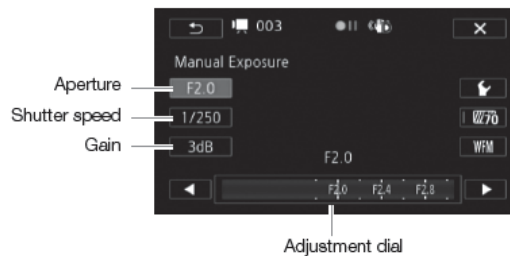 003
Manual Exposure
Aperture
F2.0
Shutter speed
1/250
70
Gain
3dB
F2.0
WFM
F2.0 F2.4 F2.8
Adjustment dial